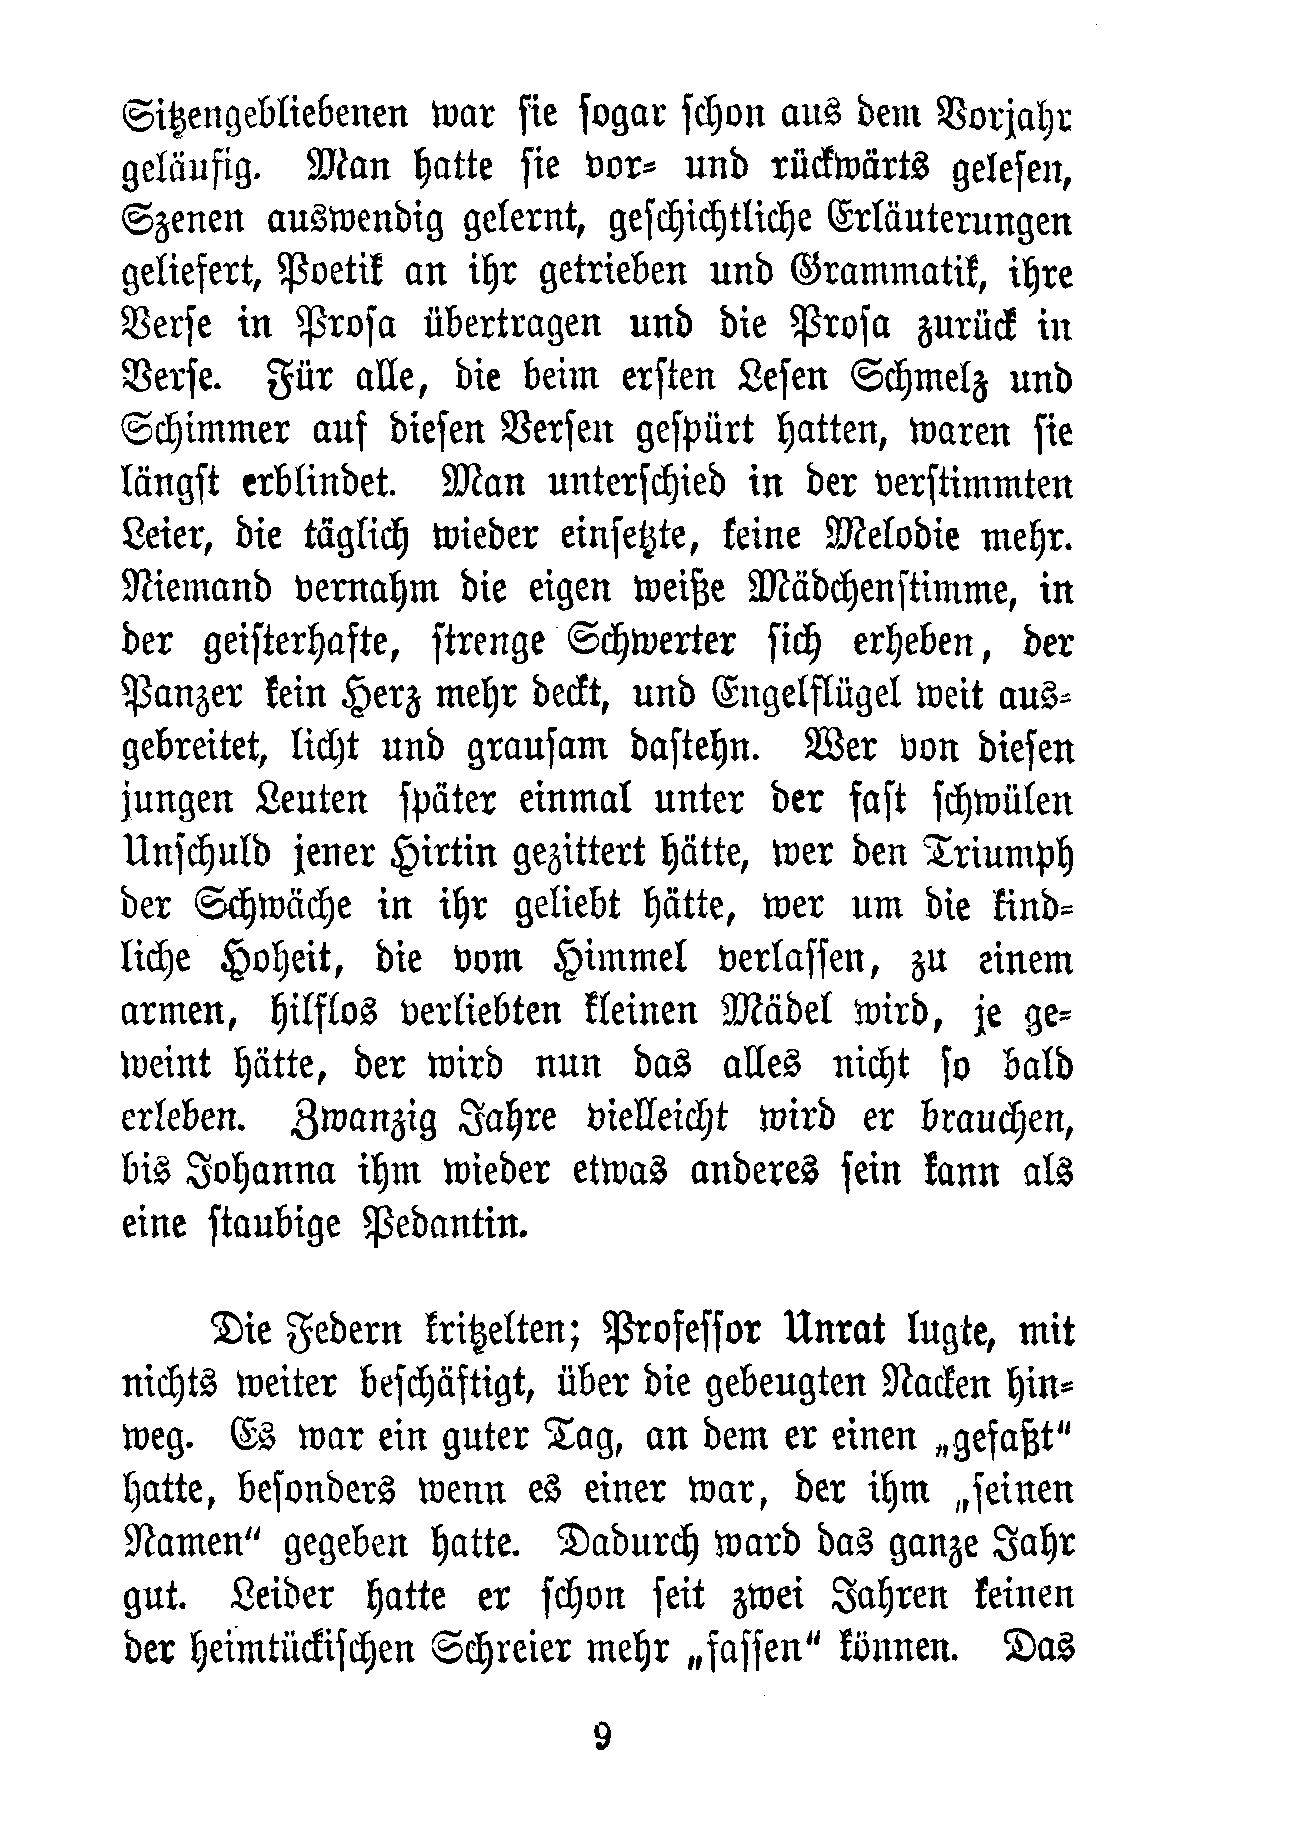 Sitzengebliebenen war sie sogar schon aus dem Vorjahr
geläufig. Man hatte sie vor- und rückwärts gelesen,
Szenen auswendig gelernt, geschichtliche Erläuterungen
geliefert, Poetik an ihr getrieben und Grammatik, ihre
Verse in Prosa übertragen und die Prosa zurück in
Verse. Für alle, die beim ersten Lesen Schmelz und
Schimmer auf diesen Versen gespürt hatten, waren sie
längst erblindet. Man unterschied in der verstimmten
Leier, die täglich wieder einsetzte, keine Melodie mehr.
Niemand vernahm die eigen weiße Mädchenstimme, in
der geisterhafte, strenge Schwerter sich erheben, der
Panzer kein Herz mehr deckt, und Engelflügel weit aus-
gebreitet, licht und grausam dastehn. Wer von diesen
jungen Leuten später einmal unter der fast schwülen
Unschuld jener Hirtin gezittert hätte, wer den Triumph
der Schwäche in ihr geliebt hätte, wer um die kind-
liche Hoheit, die vom Himmel verlassen, zu einem
armen, hilflos verliebten kleinen Mädel wird, je ge-
weint hätte, der wird nun das alles nicht so bald
erleben. Zwanzig Jahre vielleicht wird er brauchen,
bis Johanna ihm wieder etwas anderes sein kann als
eine staubige Pedantin.
Die Federn kritzelten; Professor Unrat lugte, mit
nichts weiter beschäftigt, über die gebeugten Nacken hin-
weg. Es war ein guter Tag, an dem er einen „gefaßt“
hatte, besonders wenn es einer war, der ihm „seinen
Namen“ gegeben hatte. Dadurch ward das ganze Jahr
gut. Leider hatte er schon seit zwei Jahren keinen
der heimtückischen Schreier mehr „fassen“ können. Das
9